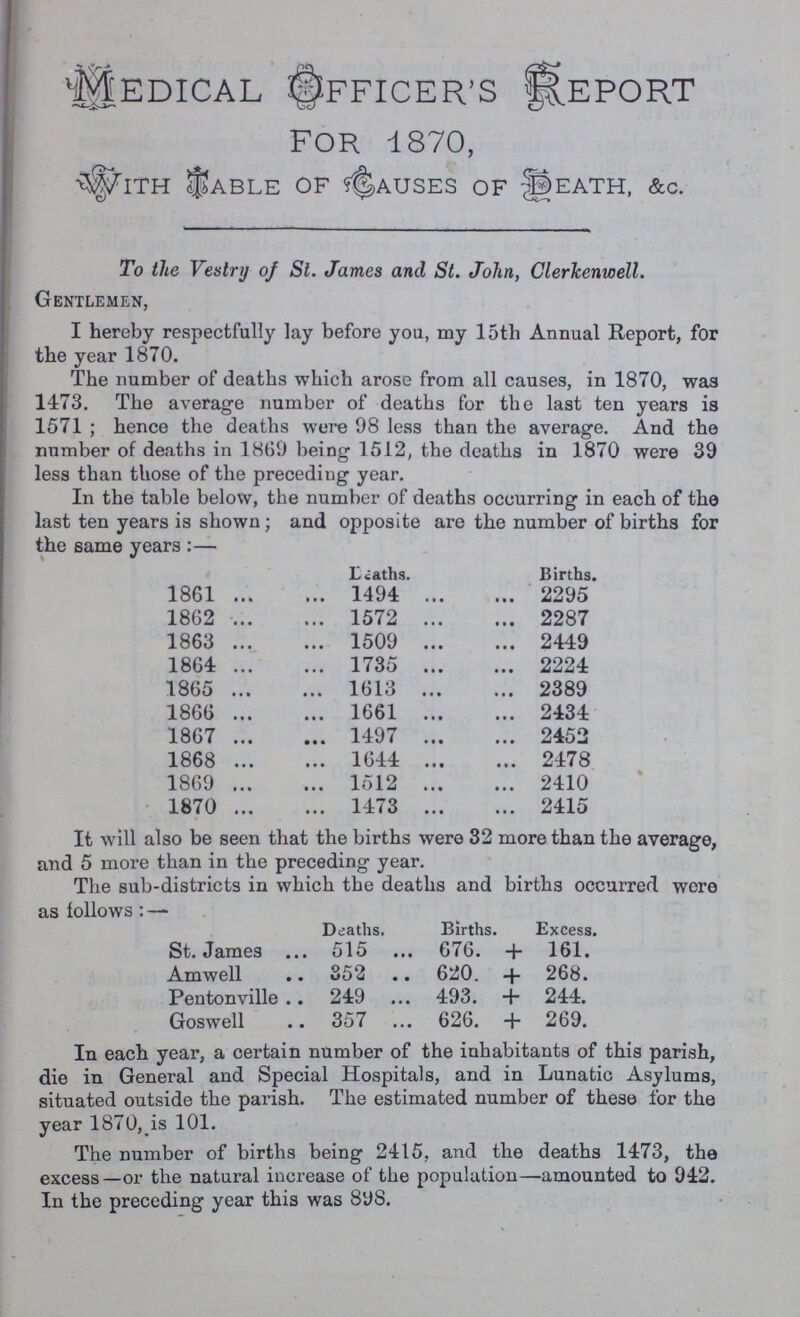 MEDICAL OFFICER'S REPORT
FOR 1870,
WITH TABLE OF CAUSES OF DEATH, &c.
To the Vestry of St. James and St. John, Clerkenwell.
GENTLEMEN,
I hereby respectfully lay before you, my 15th Annual Report, for
the year 1870.
The number of deaths which arose from all causes, in 1870, was
1473. The average number of deaths for the last ten years is
1571 ; hence the deaths were 98 less than the average. And the
number of deaths in 1869 being 1512, the deaths in 1870 were 39
less than those of the preceding year.
In the table below, the number of deaths occurring in each of the
last ten years is shown; and opposite are the number of births for
the same years :—
Deaths. Births.
1861 ... ... 1494 ... ... 2295
1862 ... ... 1572 ... ... 2287
1863 ... ... 1509 ... ... 2449
1864 ... ... 1735 ... ... 2224
1865 ... ... 1613 ... ... 2389
1866 ... ... 1661 ... ... 2434
1867 ... ... 1497 ... ... 2452
1868 ... ... 1644 ... ... 2478
1869 ... ... 1512 ... ... 2410
1870 ... ... 1473 ... ... 2415
It will also be seen that the births were 32 more than the average,
and 5 more than in the preceding year.
The sub-districts in which the deaths and births occurred were
as follows :—
Deaths. Births. Excess.
St. James ... 515 ... 676. + 161.
Amwell .. 352 .. 620. + 268.
Pentonville .. 249 ... 493. + 244.
Goswell .. 357 ... 626. + 269.
In each year, a certain number of the inhabitants of this parish,
die in General and Special Hospitals, and in Lunatic Asylums,
situated outside the parish. The estimated number of these for the
year 1870, is 101.
The number of births being 2415, and the deaths 1473, the
excess—or the natural increase of the population—amounted to 942.
In the preceding year this was 898.